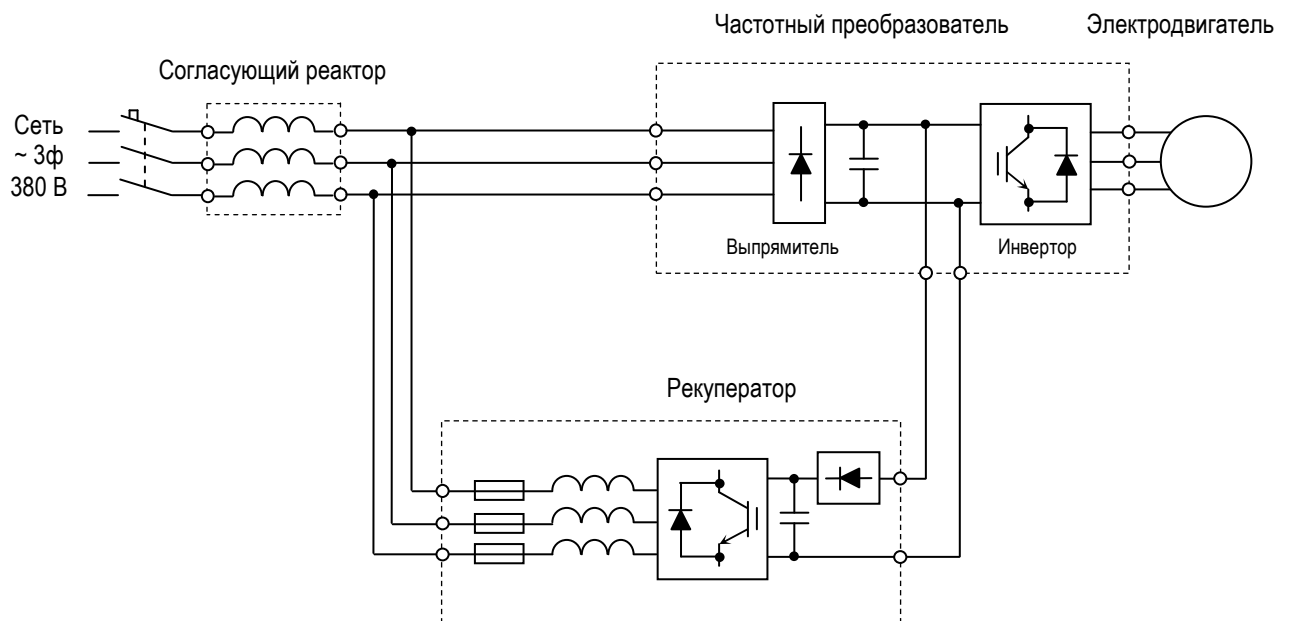 Частотный преобразователь
Электродвигатель
Согласующий реактор
Сеть
~ 3ф
380 В
Выпрямитель
Инвертор
Рекуператор